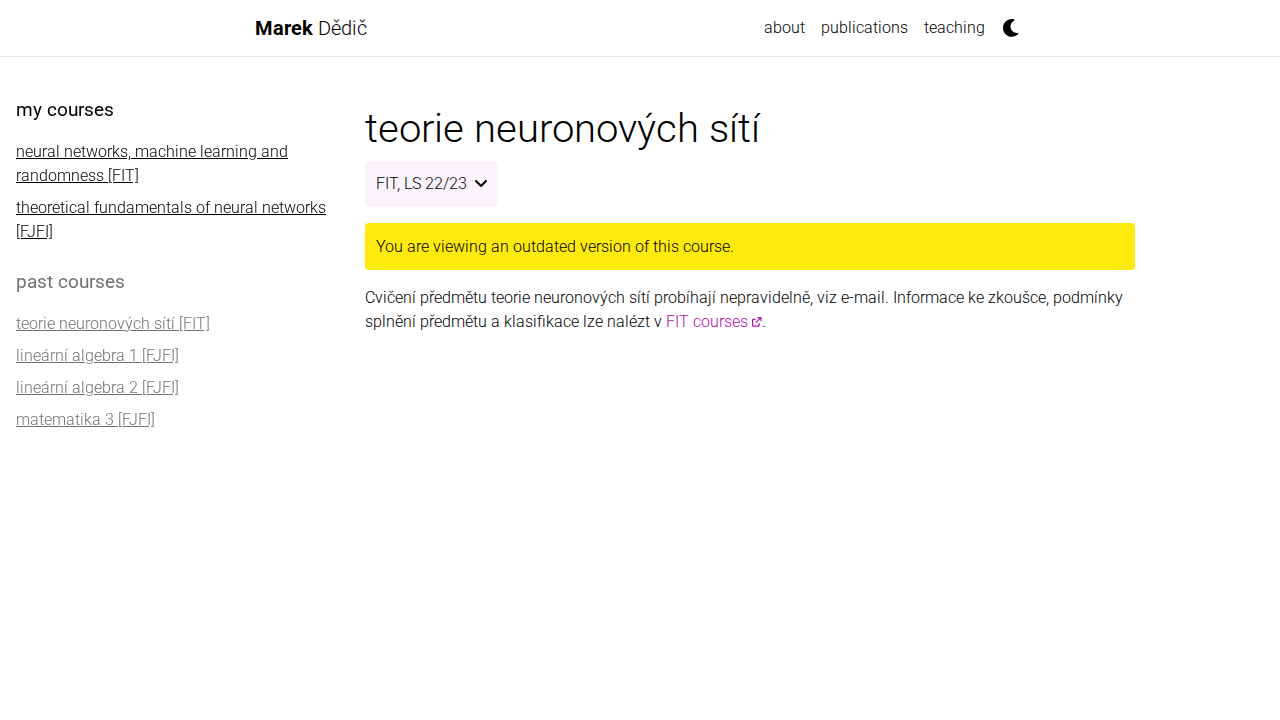 Marek Dědič
about publications teaching
my courses
neural networks, machine learning and
randomness [FIT]
theoretical fundamentals of neural networks
[FJFI]
past courses
teorie neuronových sítí [FIT]
lineární algebra 1 [FJFI]
lineární algebra 2 [FJFI]
matematika 3 [FJFI]
teorie neuronových sítí
FIT, LS 22/23
You are viewing an outdated version of this course.
Cvičení předmětu teorie neuronových sítí probíhají nepravidelně, viz e-mail. Informace ke zkoušce, podmínky
splnění předmětu a klasifikace lze nalézt v FIT courses.